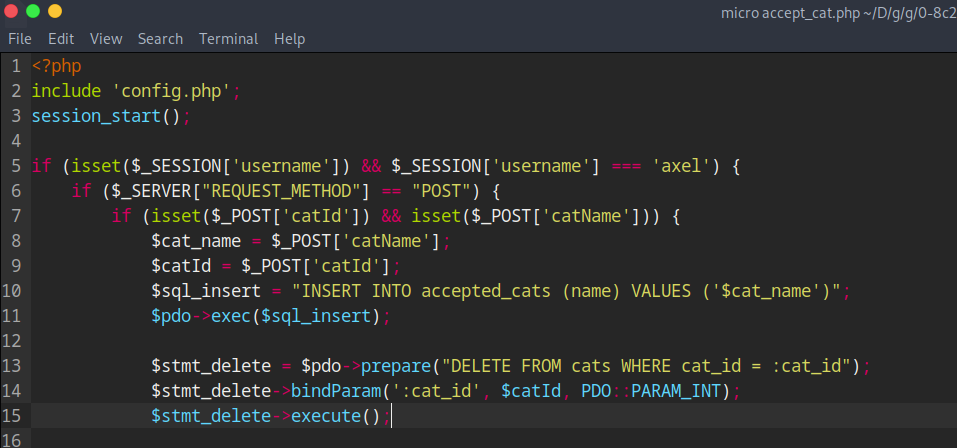 micro accept_cat.php ~/D/g/g/0-8c2
File Edit View Search Terminal Help
1 <?php
2 include 'config.php';
3 session_start();
4
5 if (isset($_SESSION['username']) && $_SESSION['username'] === 'axel') {
6     if ($_SERVER["REQUEST_METHOD"] == "POST") {
7         if (isset($_POST['catId']) && isset($_POST['catName'])) {
8             $cat_name = $_POST['catName'];
9             $catId = $_POST['catId'];
10             $sql_insert = "INSERT INTO accepted_cats (name) VALUES ('$cat_name')";
11             $pdo->exec($sql_insert);
12
13             $stmt_delete = $pdo->prepare("DELETE FROM cats WHERE cat_id = :cat_id");
14             $stmt_delete->bindParam(':cat_id', $catId, PDO::PARAM_INT);
15             $stmt_delete->execute();
16